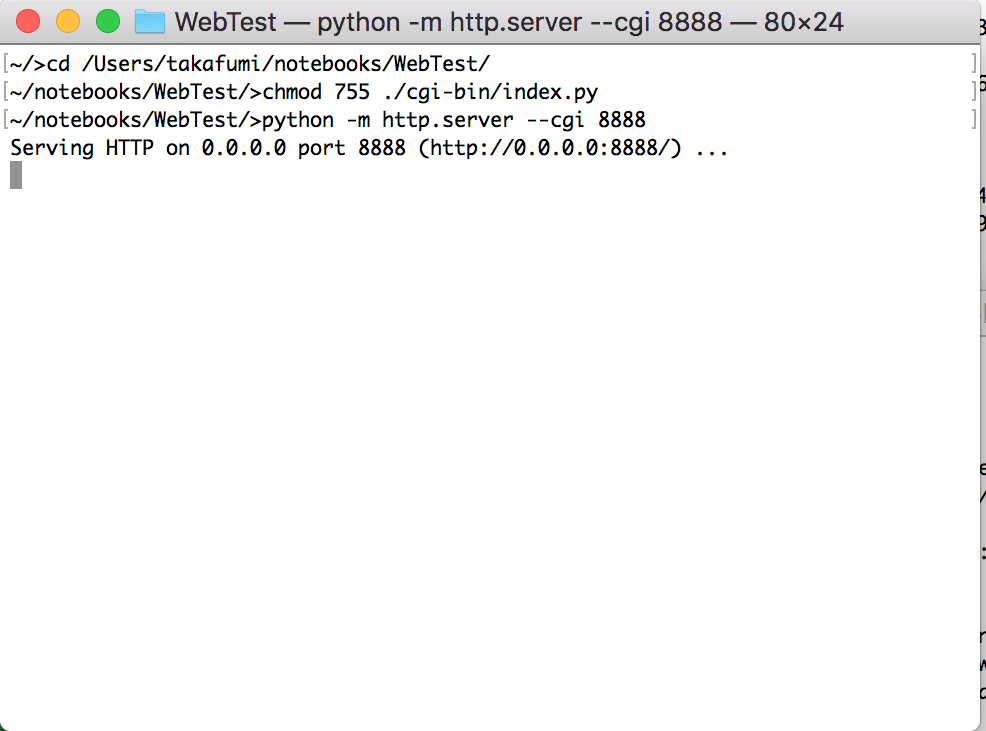 WebTest — python -m http.server --cgi 8888 — 80×24
[~/>cd /Users/takafumi/notebooks/WebTest/ ]
[~/notebooks/WebTest/>chmod 755 ./cgi-bin/index.py ]
[~/notebooks/WebTest/>python -m http.server --cgi 8888 ]
Serving HTTP on 0.0.0.0 port 8888 (http://0.0.0.0:8888/) ...